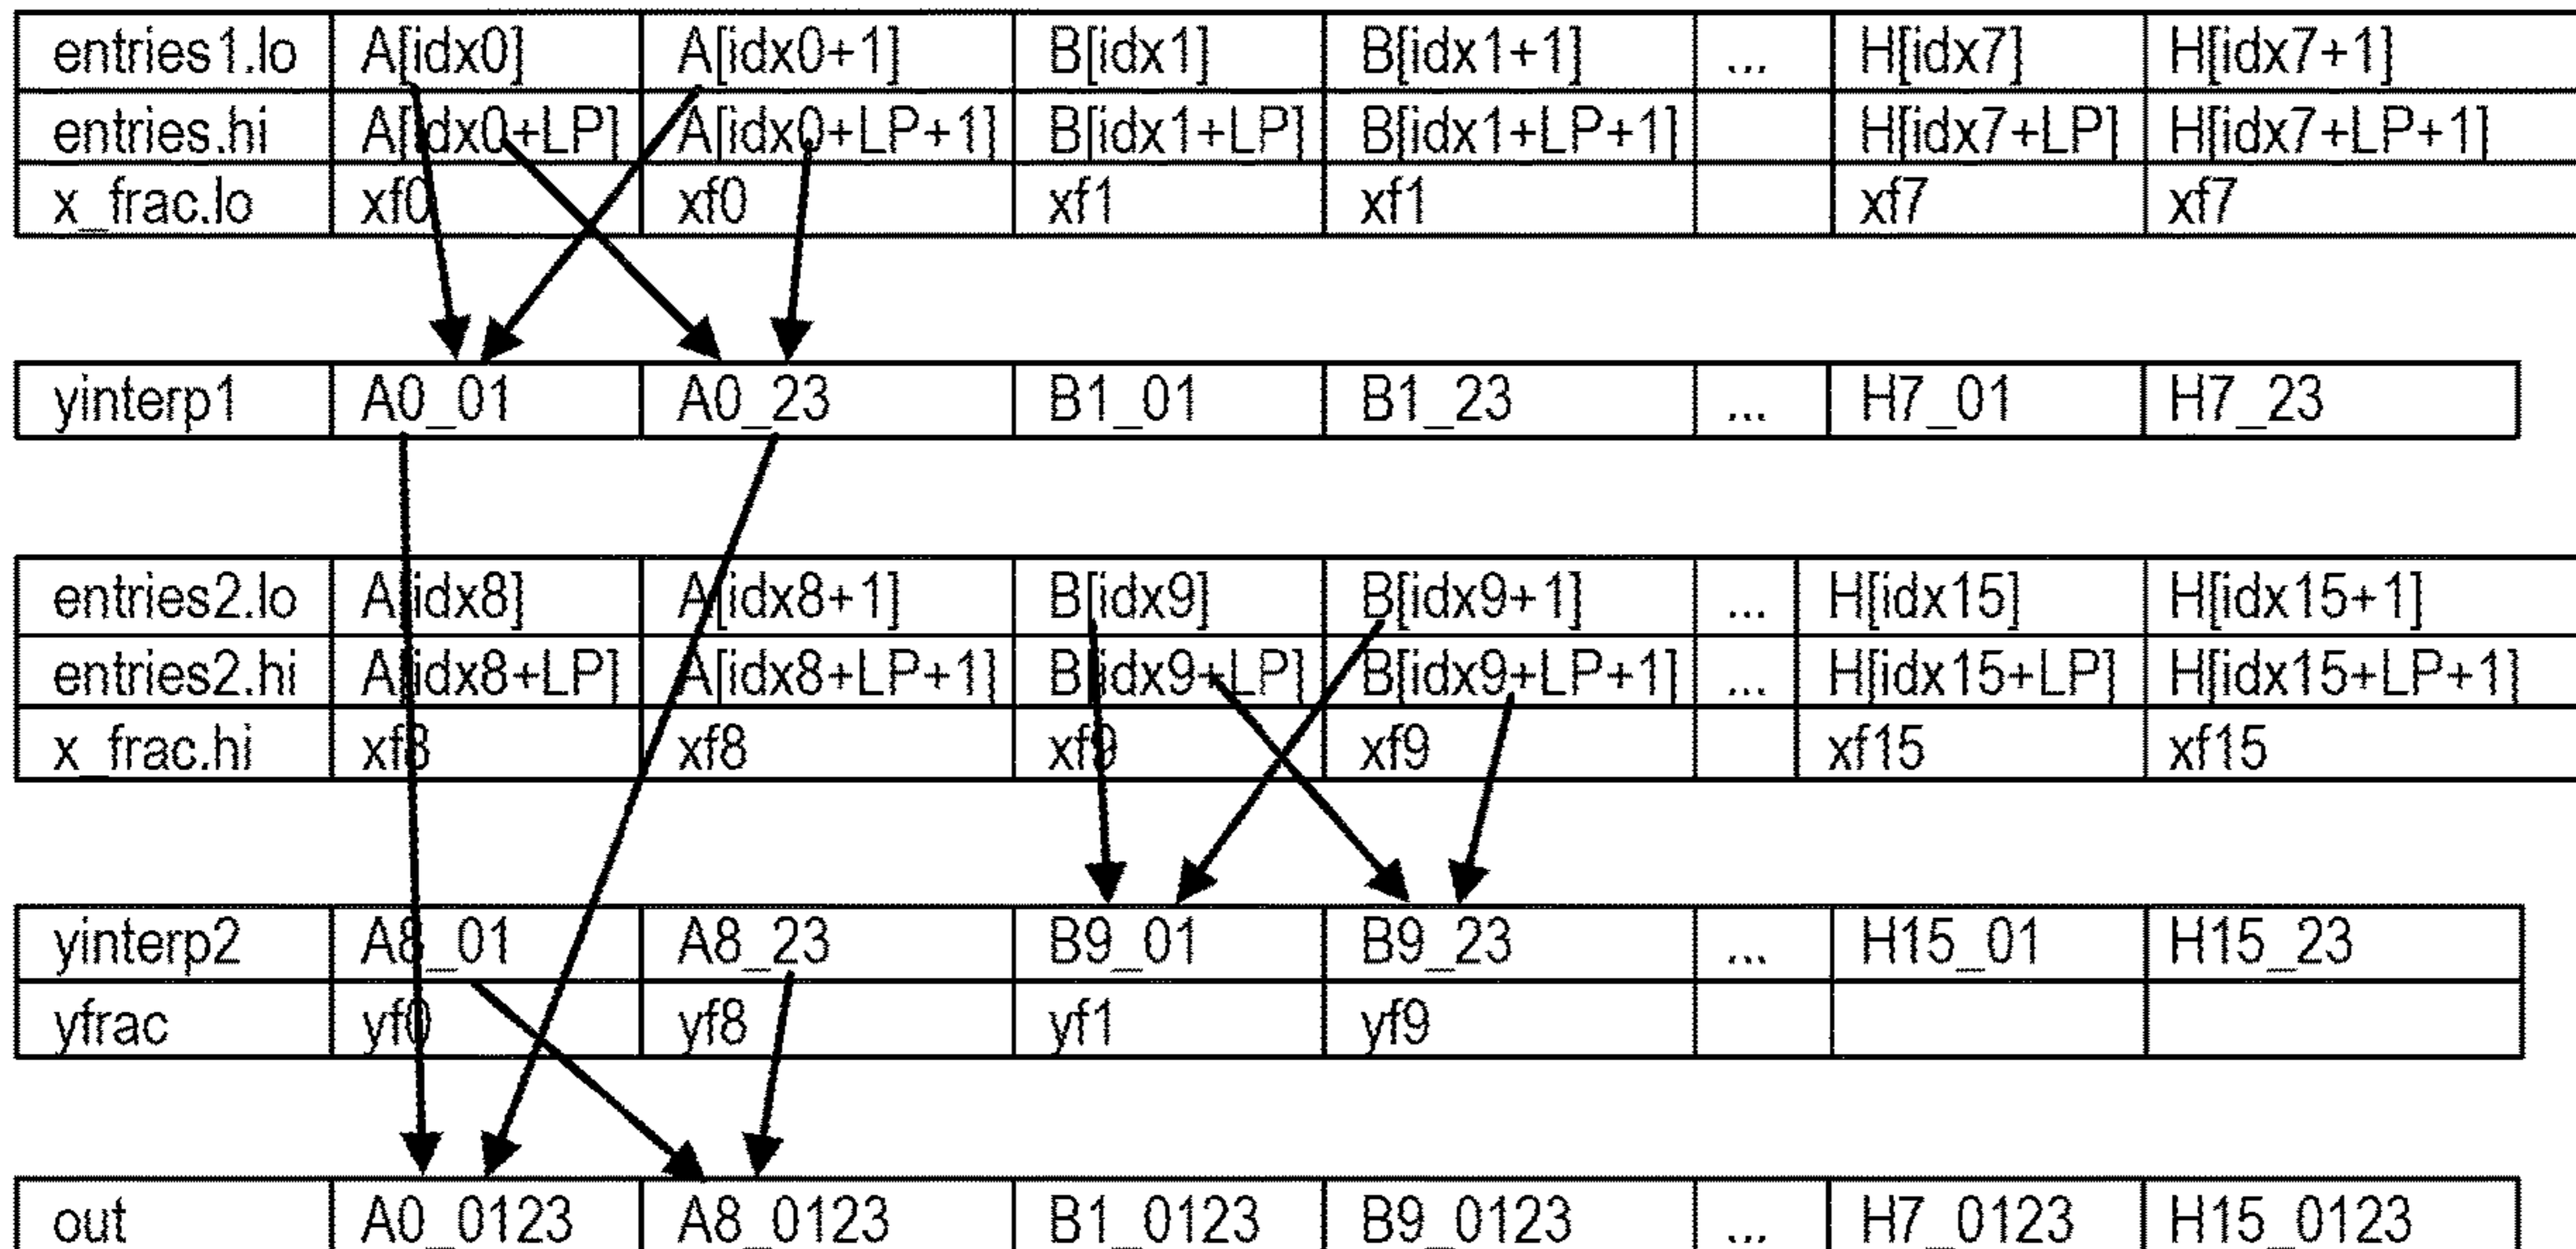 entries1.lo A[idx0] A[idx0+1] B[idx1] B[idx1+1] ... H[idx7] H[idx7+1]
entries.hi A[idx0+LP] A[idx0+LP+1] B[idx1+LP] B[idx1+LP+1] H[idx7+LP] H[idx7+LP+1]
x_frac.lo xf0 xf0 xf1 xf1 xf7 xf7
yinterp1 A0_01 A0_23 B1_01 B1_23 ... H7_01 H7_23
entries2.lo A[idx8] A[idx8+1] B[idx9] B[idx9+1] ... H[idx15] H[idx15+1]
entries2.hi A[idx8+LP] A[idx8+LP+1] B[idx9+LP] B[idx9+LP+1] ... H[idx15+LP] H[idx15+LP+1]
x_frac.hi xf8 xf8 xf9 xf9 xf15 xf15
yinterp2 A8_01 A8_23 B9_01 B9_23 ... H15_01 H15_23
yfrac yf0 yf8 yf1 yf9
out A0_0123 A8_0123 B1_0123 B9_0123 ... H7_0123 H15_0123